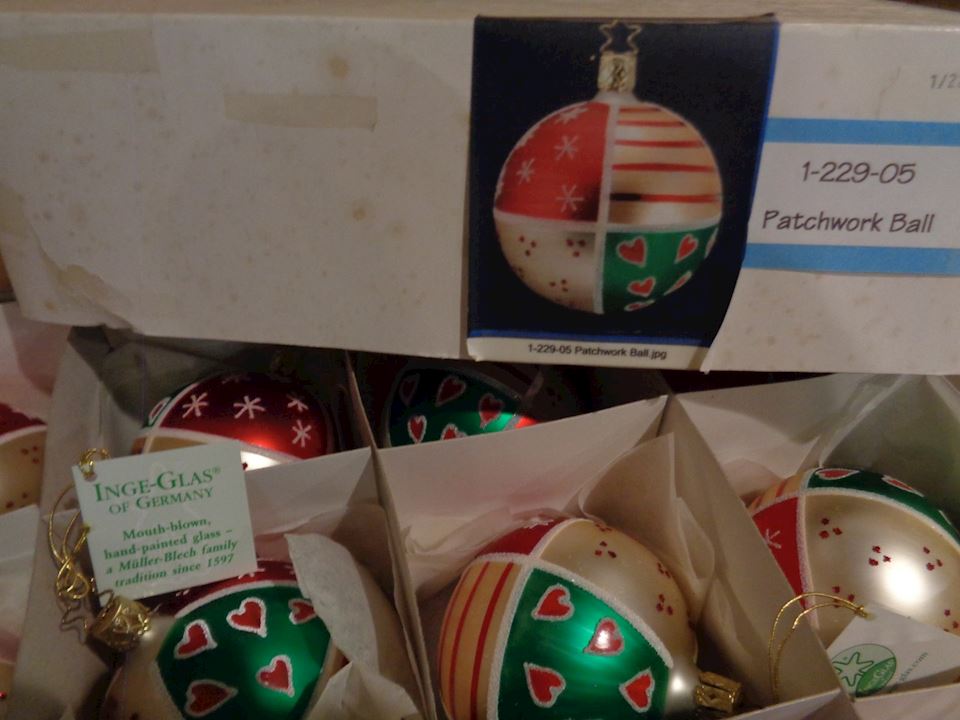 1/2
1-229-05
Patchwork Ball
1-229-05 Patchwork Ball.jpg
INGE-GLAS®
OF GERMANY
Mouth-blown,
hand-painted glass –
a Müller-Blech family
tradition since 1597
.com